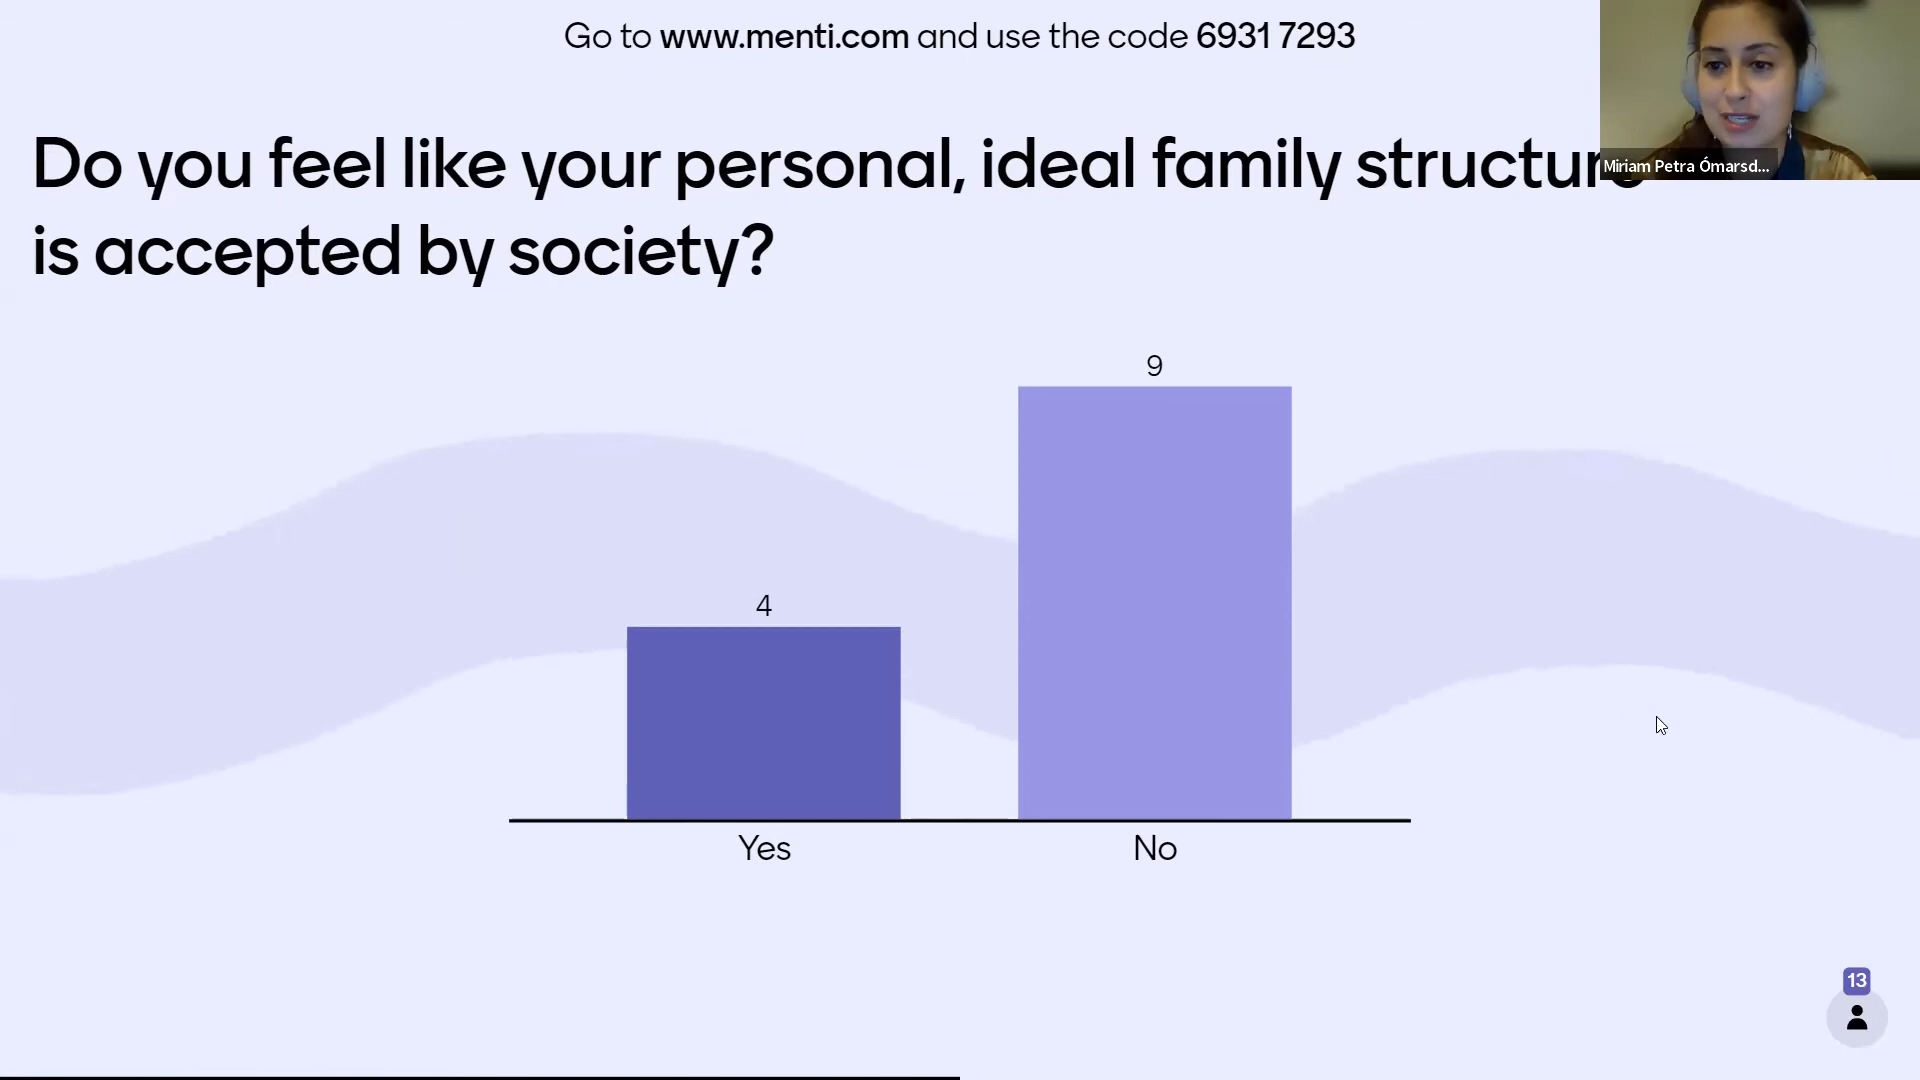 Go to www.menti.com and use the code 6931 7293
Do you feel like your personal, ideal family structure
is accepted by society?
Miriam Petra Ómarsd...
9
4
Yes
No
13